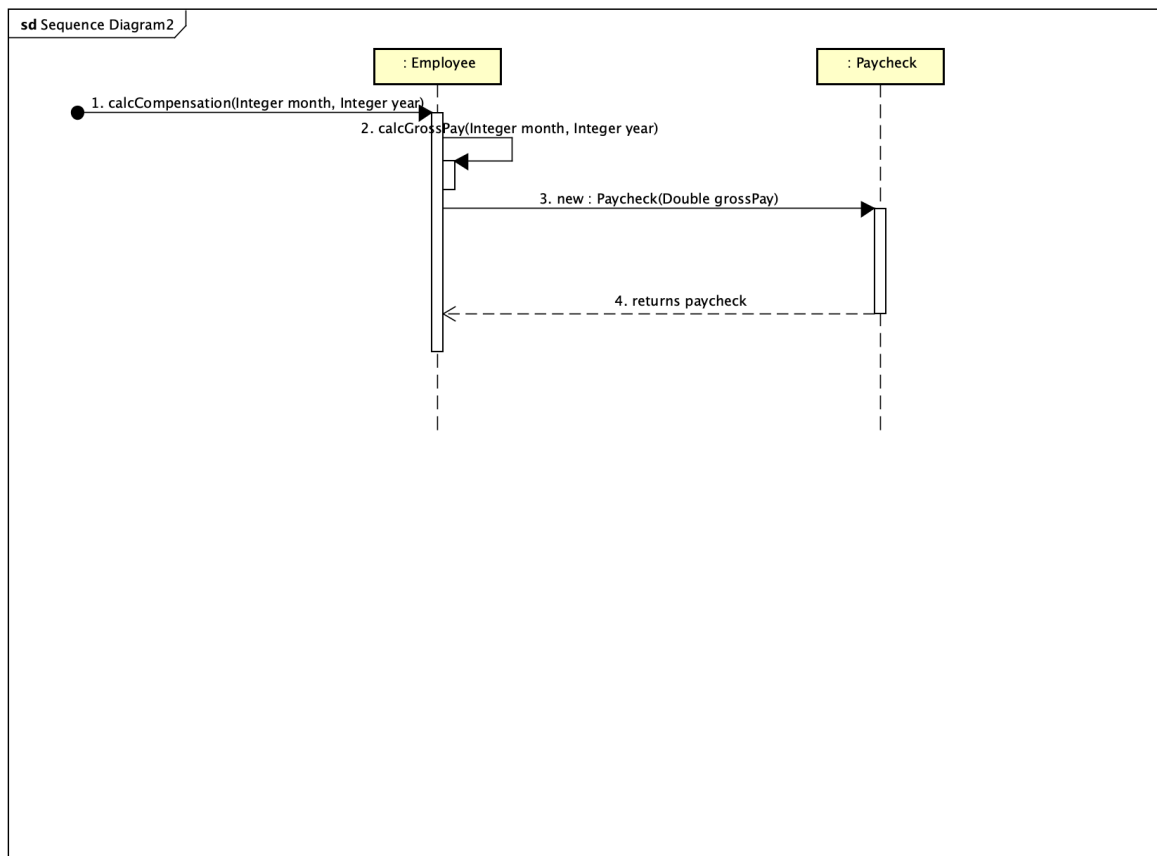 sd Sequence Diagram2
: Employee
: Paycheck
1. calcCompensation(Integer month, Integer year)
2. calcGrossPay(Integer month, Integer year)
3. new : Paycheck(Double grossPay)
4. returns paycheck